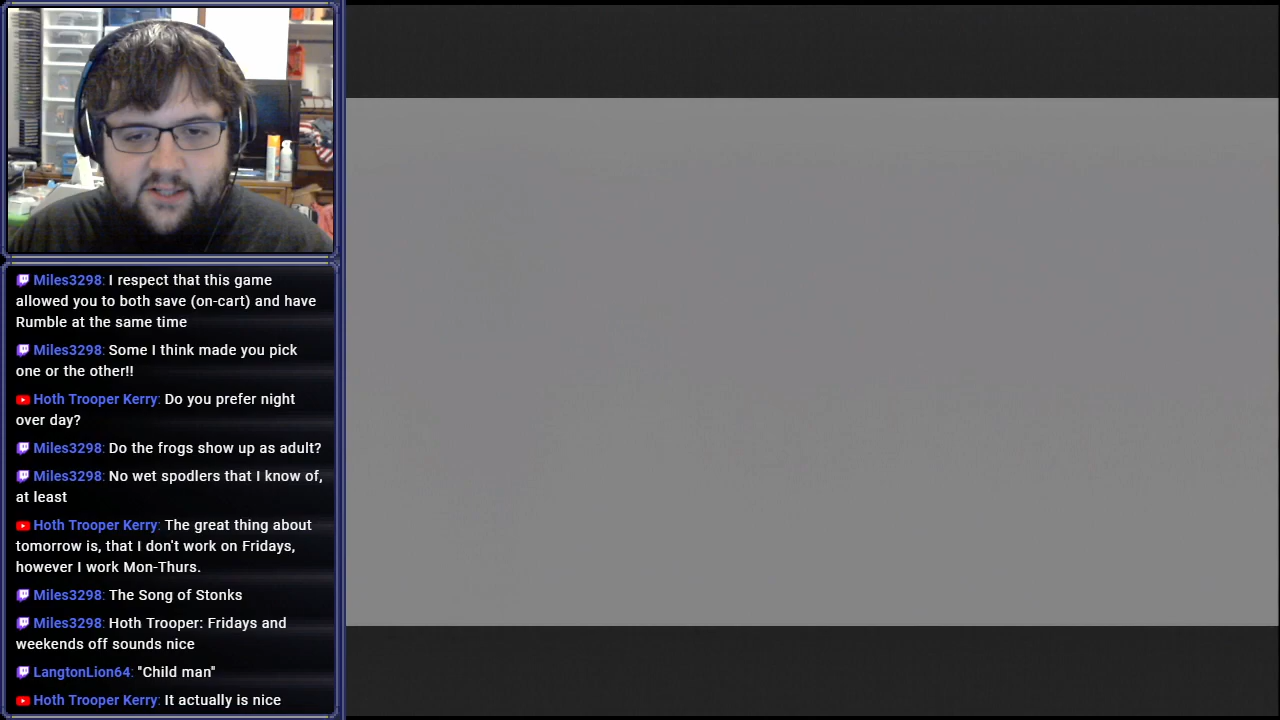 Miles3298: I respect that this game
allowed you to both save (on-cart) and have
Rumble at the same time
Miles3298: Some I think made you pick
one or the other!!
Hoth Trooper Kerry: Do you prefer night
over day?
Miles3298: Do the frogs show up as adult?
Miles3298: No wet spodlers that I know of,
at least
Hoth Trooper Kerry: The great thing about
tomorrow is, that I don't work on Fridays,
however I work Mon-Thurs.
Miles3298: The Song of Stonks
Miles3298: Hoth Trooper: Fridays and
weekends off sounds nice
LangtonLion64: "Child man"
Hoth Trooper Kerry: It actually is nice